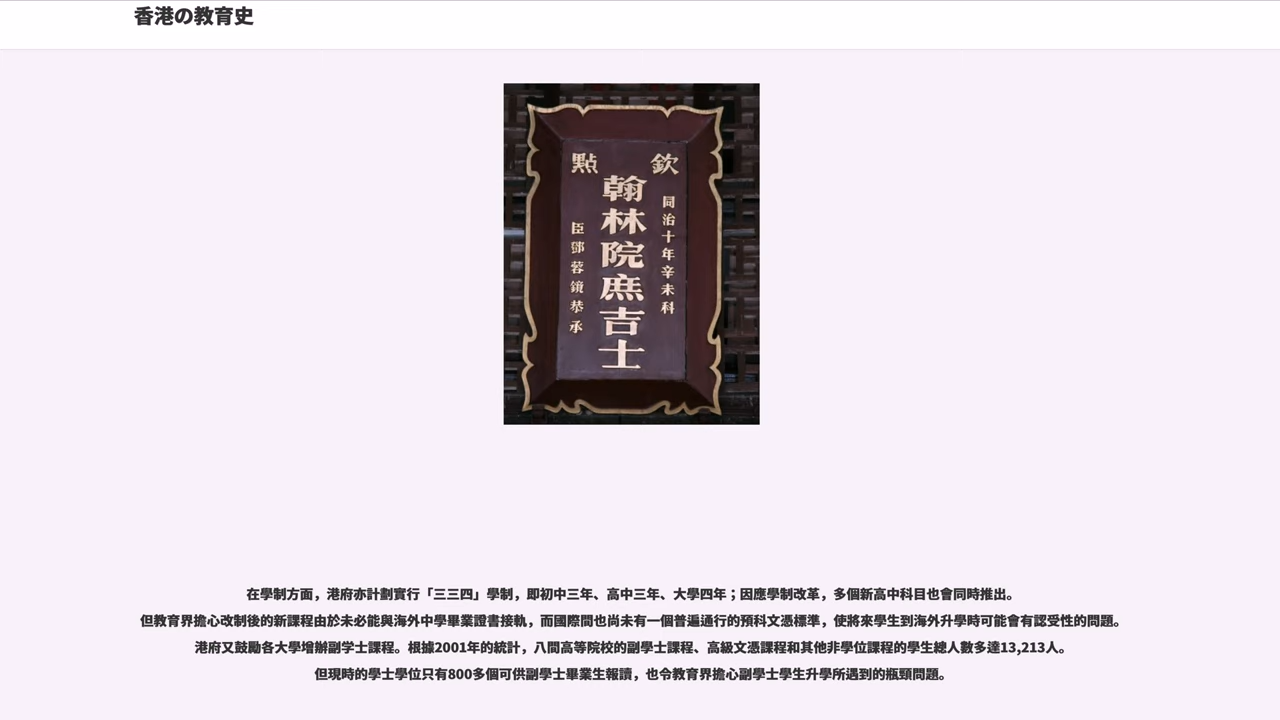 香港の教育史
欽點
同治十年辛未科
翰林院庶吉士
臣鄧蓉鏡恭承
在學制方面，港府亦計劃實行「三三四」學制，即初中三年、高中三年、大學四年；因應學制改革，多個新高中科目也會同時推出。
但教育界擔心改制後的新課程由於未必能與海外中學畢業證書接軌，而國際間也尚未有一個普遍通行的預科文憑標準，使將來學生到海外升學時可能會有認受性的問題。
港府又鼓勵各大學增辦副学士課程。根據2001年的統計，八間高等院校的副學士課程、高級文憑課程和其他非學位課程的學生總人數多達13,213人。
但現時的學士學位只有800多個可供副學士畢業生報讀，也令教育界擔心副學士學生升學所遇到的瓶頸問題。